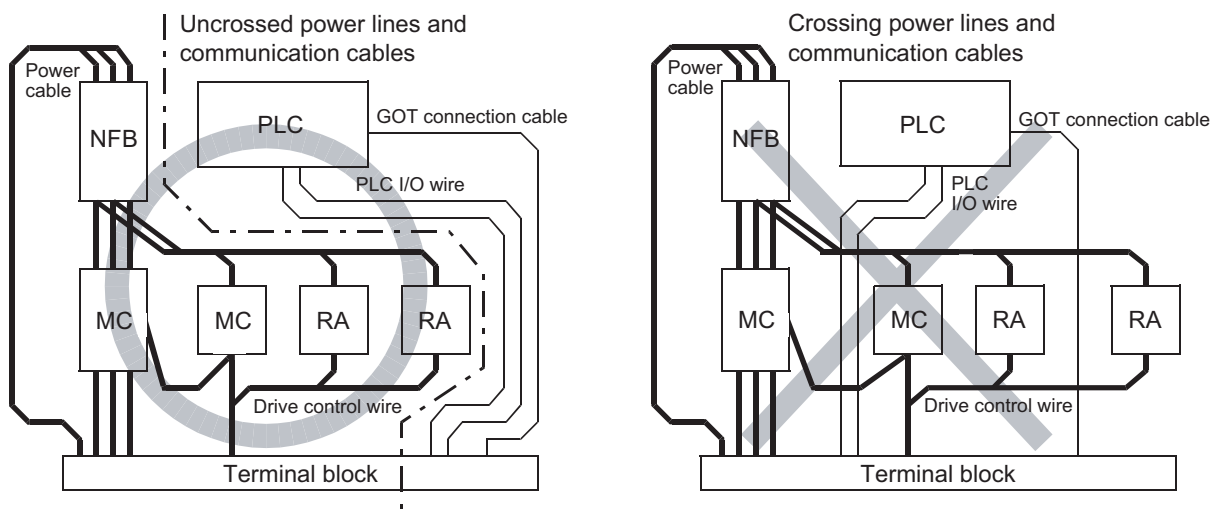 Uncrossed power lines and
communication cables
Power
cable
NFB
PLC
GOT connection cable
PLC I/O wire
MC
MC
RA
RA
Drive control wire
Terminal block
Crossing power lines and
communication cables
Power
cable
NFB
PLC
GOT connection cable
PLC
I/O wire
MC
MC
RA
RA
Drive control wire
Terminal block